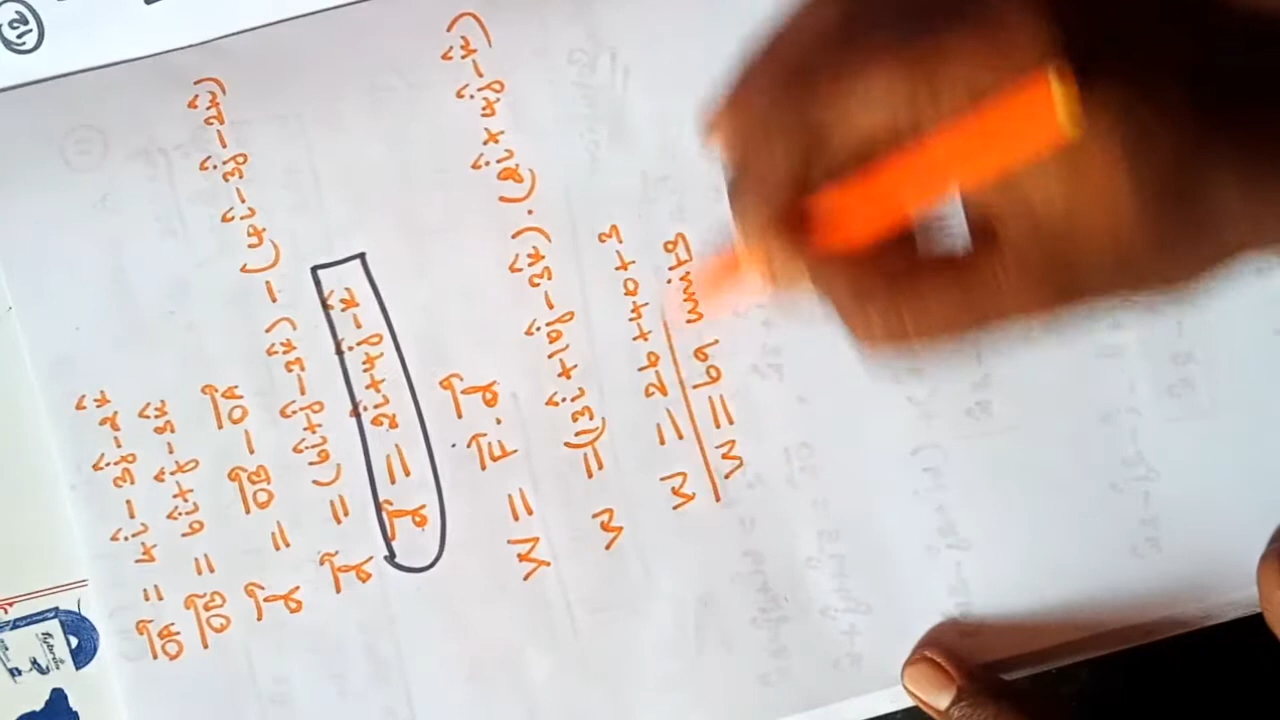 12
OA⃗ = 4î - 3ĵ - 2k̂
OB⃗ = 6î + ĵ - 3k̂
d⃗ = OB⃗ - OA⃗
d⃗ = (6î + ĵ - 3k̂) - (4î - 3ĵ - 2k̂)
d⃗ = 2î + 4ĵ - k̂
W = F⃗ . d⃗
W = (13î + 10ĵ - 3k̂) . (2î + 4ĵ - k̂)
W = 26 + 40 + 3
W = 69 units